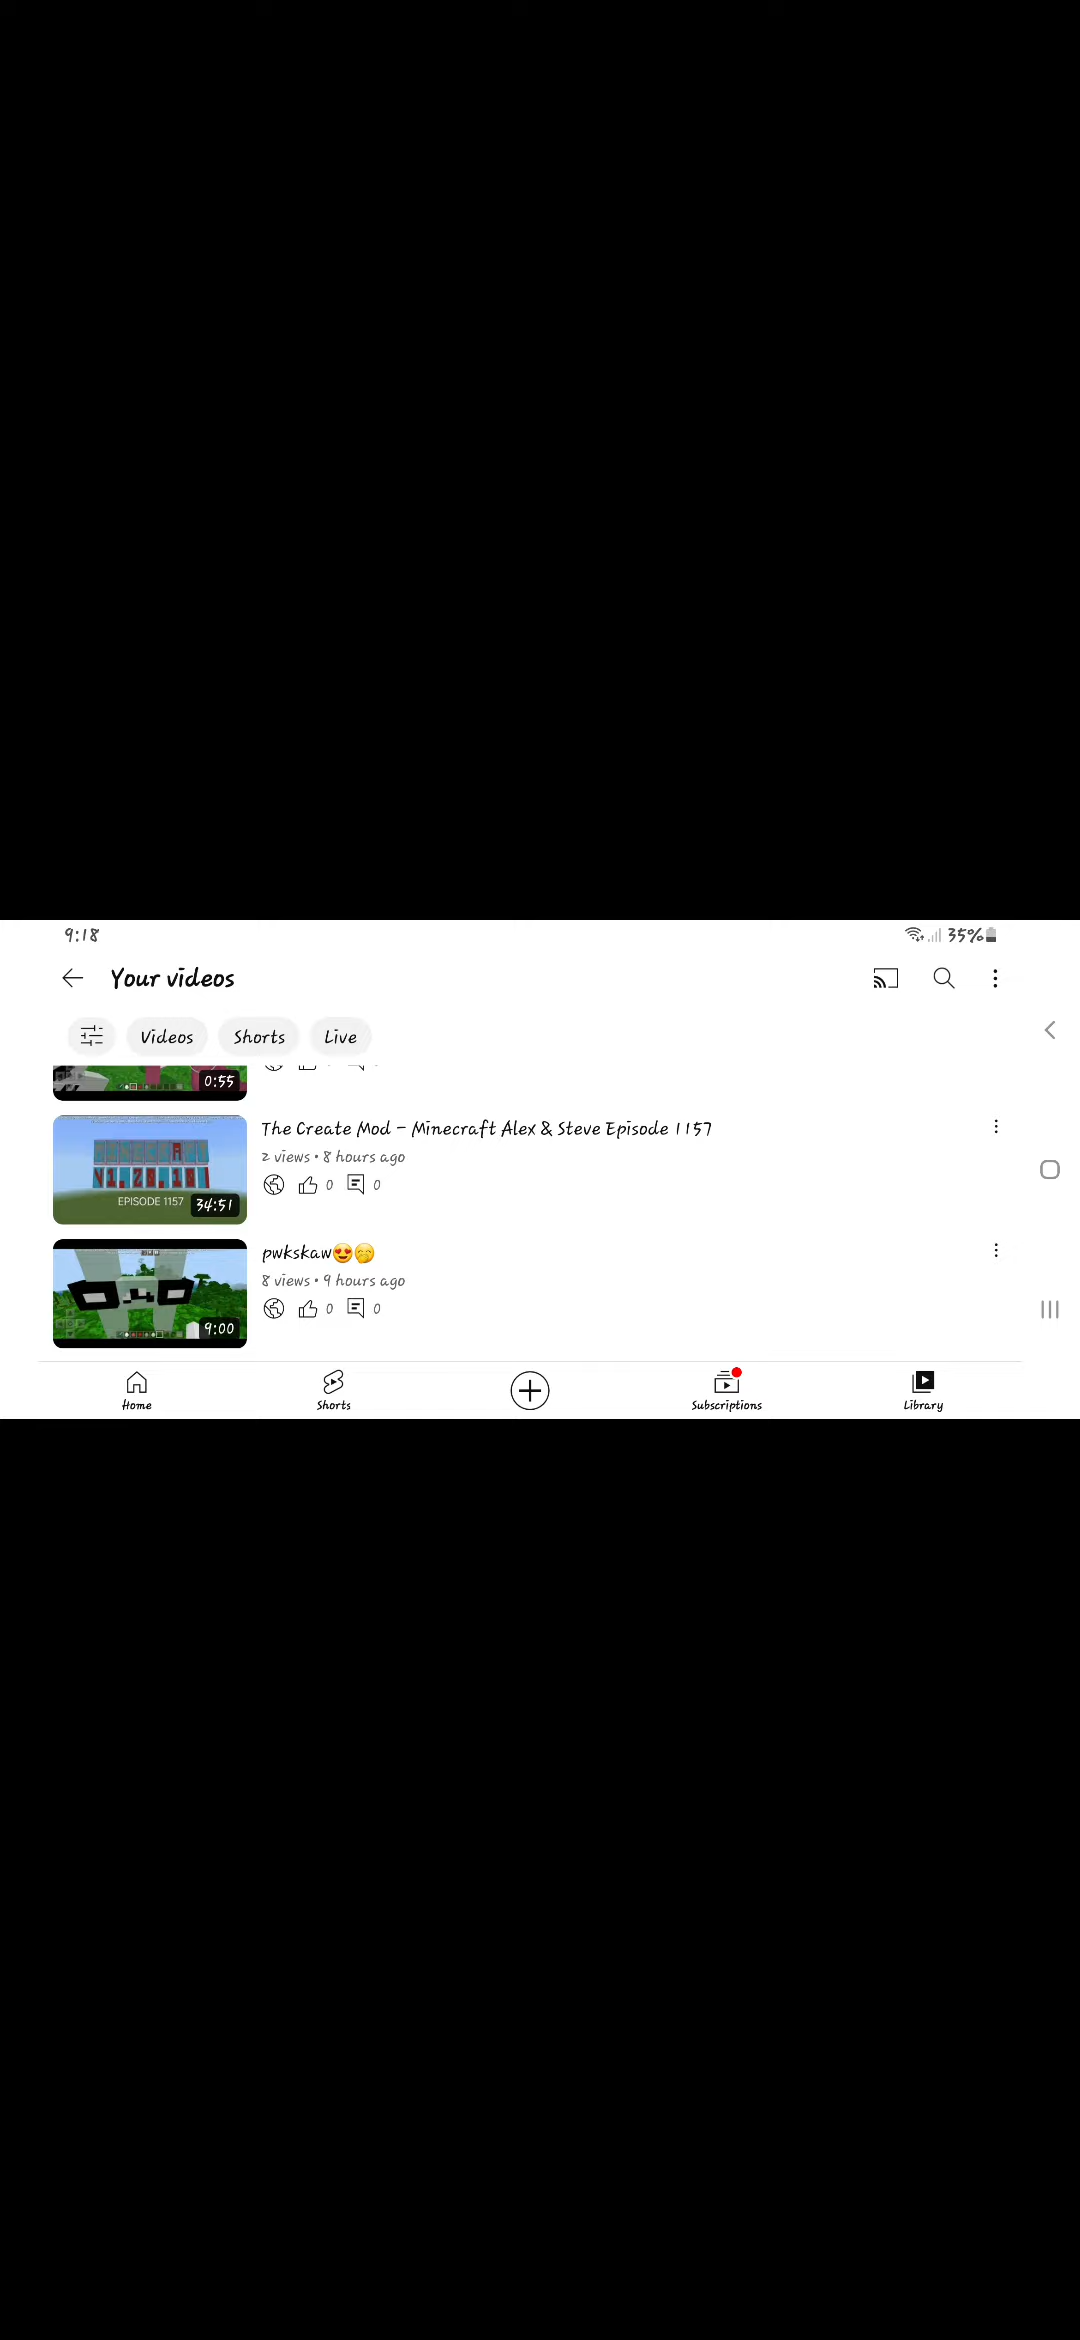 9:18
35%
Your videos
Videos
Shorts
Live
0:55
The Create Mod - Minecraft Alex & Steve Episode 1157
2 views • 8 hours ago
0
0
EPISODE 1157
34:51
pwkskaw😍🤭
8 views • 9 hours ago
0
0
9:00
Home
Shorts
Subscriptions
Library